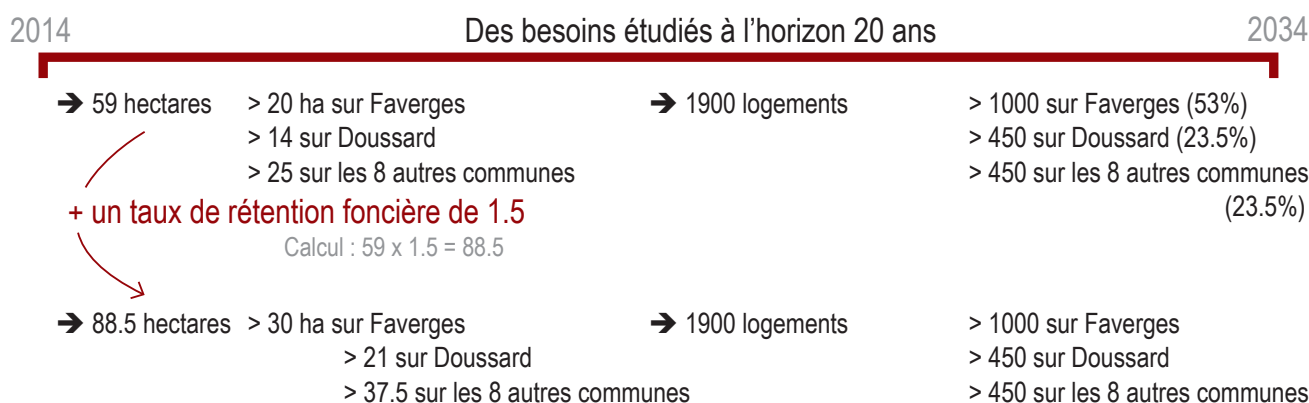 2014 Des besoins étudiés à l’horizon 20 ans 2034
➔ 59 hectares > 20 ha sur Faverges ➔ 1900 logements > 1000 sur Faverges (53%)
> 14 sur Doussard > 450 sur Doussard (23.5%)
> 25 sur les 8 autres communes > 450 sur les 8 autres communes
(23.5%)
+ un taux de rétention foncière de 1.5
Calcul : 59 x 1.5 = 88.5
➔ 88.5 hectares > 30 ha sur Faverges ➔ 1900 logements > 1000 sur Faverges
> 21 sur Doussard > 450 sur Doussard
> 37.5 sur les 8 autres communes > 450 sur les 8 autres communes